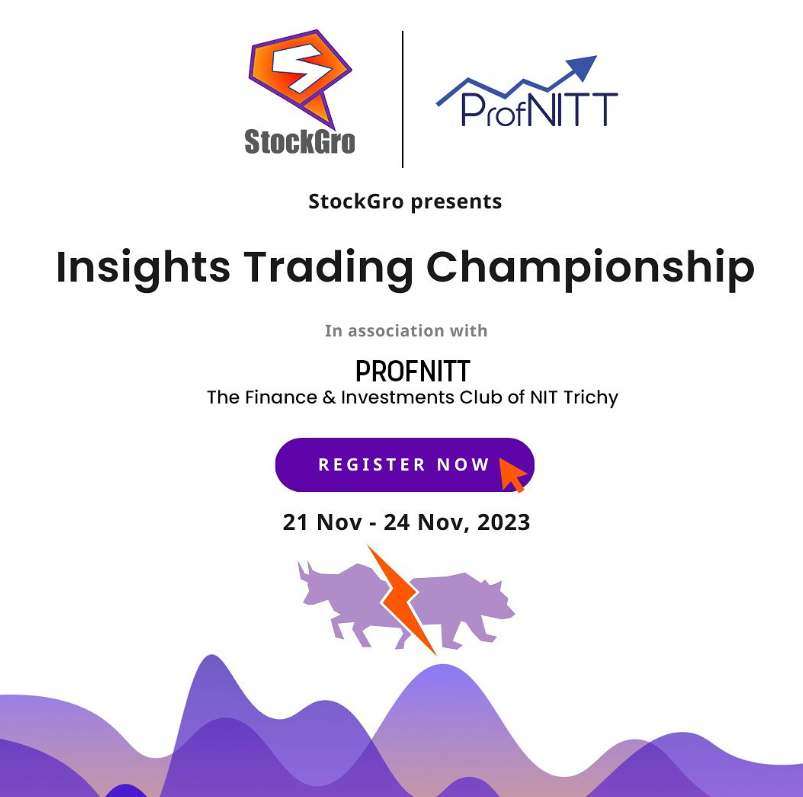 StockGro
ProfNITT
StockGro presents
Insights Trading Championship
In association with
PROFNITT
The Finance & Investments Club of NIT Trichy
REGISTER NOW
21 Nov - 24 Nov, 2023